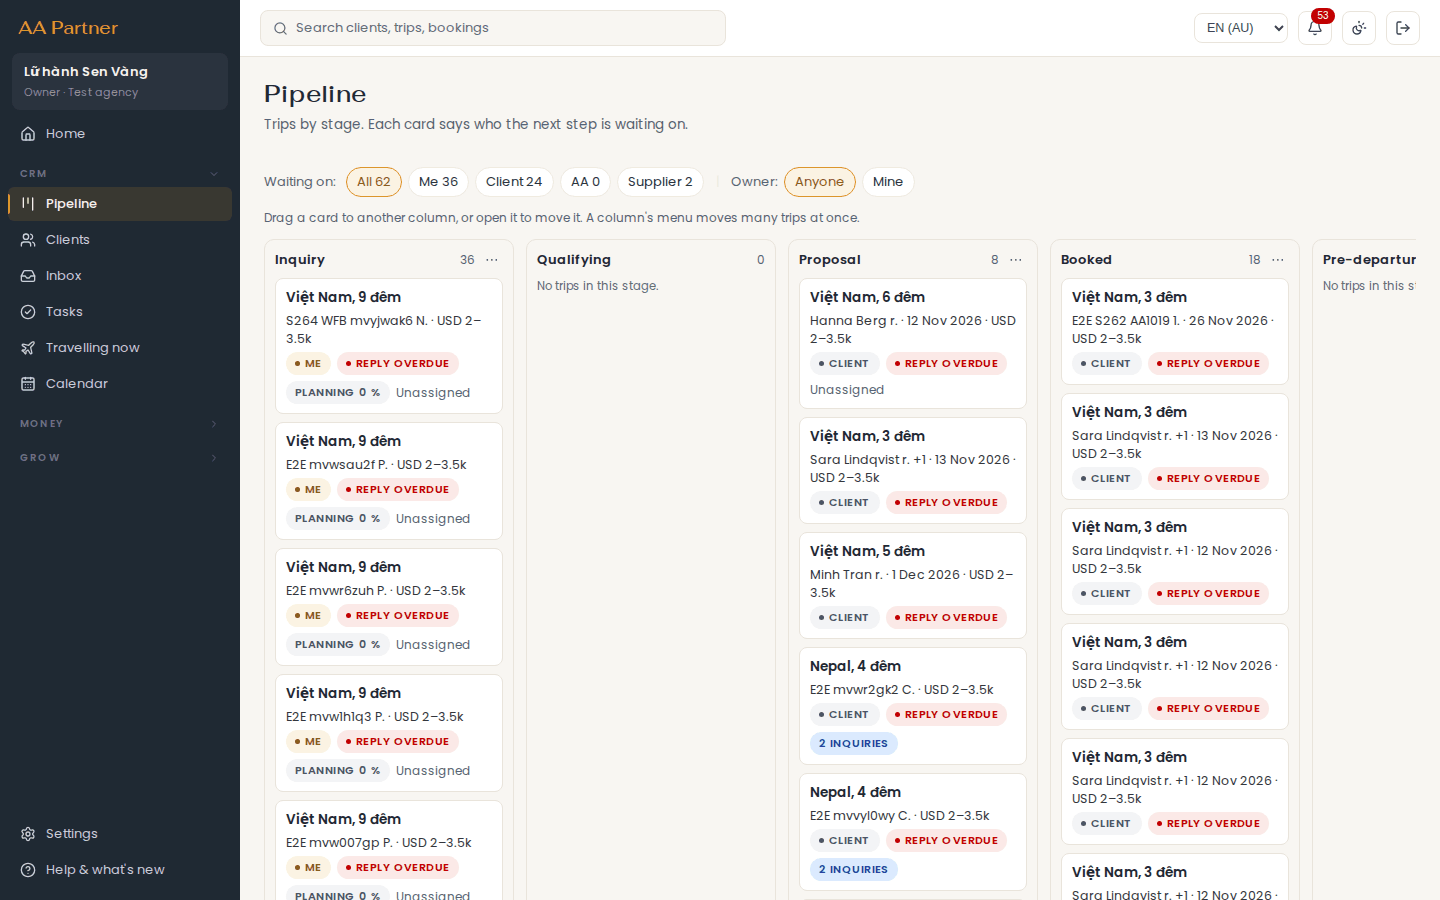 AA Partner
Lữ hành Sen Vàng
Owner · Test agency
Home
CRM
Pipeline
Clients
Inbox
Tasks
Travelling now
Calendar
MONEY
GROW
Settings
Help & what's new
Search clients, trips, bookings
EN (AU)
53
Pipeline
Trips by stage. Each card says who the next step is waiting on.
Waiting on: All 62 Me 36 Client 24 AA 0 Supplier 2 Owner: Anyone Mine
Drag a card to another column, or open it to move it. A column's menu moves many trips at once.
Inquiry 36 ···
Việt Nam, 9 đêm
S264 WFB mvyjwak6 N. · USD 2–
3.5k
ME REPLY OVERDUE
PLANNING 0 % Unassigned
Việt Nam, 9 đêm
E2E mvwsau2f P. · USD 2–3.5k
ME REPLY OVERDUE
PLANNING 0 % Unassigned
Việt Nam, 9 đêm
E2E mvwr6zuh P. · USD 2–3.5k
ME REPLY OVERDUE
PLANNING 0 % Unassigned
Việt Nam, 9 đêm
E2E mvw1h1q3 P. · USD 2–3.5k
ME REPLY OVERDUE
PLANNING 0 % Unassigned
Việt Nam, 9 đêm
E2E mvw007gp P. · USD 2–3.5k
ME REPLY OVERDUE
PLANNING 0 % Unassigned
Qualifying 0
No trips in this stage.
Proposal 8 ···
Việt Nam, 6 đêm
Hanna Berg r. · 12 Nov 2026 · USD
2–3.5k
CLIENT REPLY OVERDUE
Unassigned
Việt Nam, 3 đêm
Sara Lindqvist r. +1 · 13 Nov 2026 ·
USD 2–3.5k
CLIENT REPLY OVERDUE
Việt Nam, 5 đêm
Minh Tran r. · 1 Dec 2026 · USD 2–
3.5k
CLIENT REPLY OVERDUE
Nepal, 4 đêm
E2E mvwr2gk2 C. · USD 2–3.5k
CLIENT REPLY OVERDUE
2 INQUIRIES
Nepal, 4 đêm
E2E mvvyl0wy C. · USD 2–3.5k
CLIENT REPLY OVERDUE
2 INQUIRIES
Booked 18 ···
Việt Nam, 3 đêm
E2E S262 AA1019 1. · 26 Nov 2026 ·
USD 2–3.5k
CLIENT REPLY OVERDUE
Việt Nam, 3 đêm
Sara Lindqvist r. +1 · 13 Nov 2026 ·
USD 2–3.5k
CLIENT REPLY OVERDUE
Việt Nam, 3 đêm
Sara Lindqvist r. +1 · 12 Nov 2026 ·
USD 2–3.5k
CLIENT REPLY OVERDUE
Việt Nam, 3 đêm
Sara Lindqvist r. +1 · 12 Nov 2026 ·
USD 2–3.5k
CLIENT REPLY OVERDUE
Việt Nam, 3 đêm
Sara Lindqvist r. +1 · 12 Nov 2026 ·
USD 2–3.5k
CLIENT REPLY OVERDUE
Việt Nam, 3 đêm
Sara Lindqvist r. +1 · 12 Nov 2026 ·
Pre-departur
No trips in this s